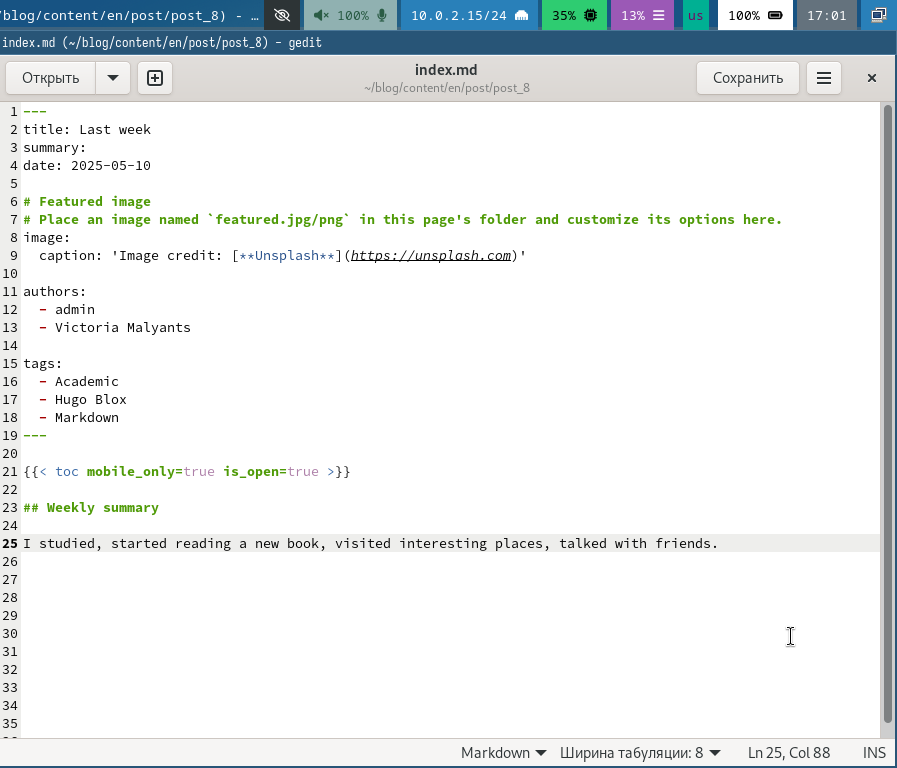 /blog/content/en/post/post_8) - … 100% 10.0.2.15/24 35% 13% us 100% 17:01
index.md (~/blog/content/en/post/post_8) - gedit
Открыть index.md Сохранить
~/blog/content/en/post/post_8
1 ---
2 title: Last week
3 summary:
4 date: 2025-05-10
5
6 # Featured image
7 # Place an image named `featured.jpg/png` in this page's folder and customize its options here.
8 image:
9   caption: 'Image credit: [**Unsplash**](https://unsplash.com)'
10
11 authors:
12   - admin
13   - Victoria Malyants
14
15 tags:
16   - Academic
17   - Hugo Blox
18   - Markdown
19 ---
20
21 {{< toc mobile_only=true is_open=true >}}
22
23 ## Weekly summary
24
25 I studied, started reading a new book, visited interesting places, talked with friends.
26
27
28
29
30
31
32
33
34
35
Markdown Ширина табуляции: 8 Ln 25, Col 88 INS